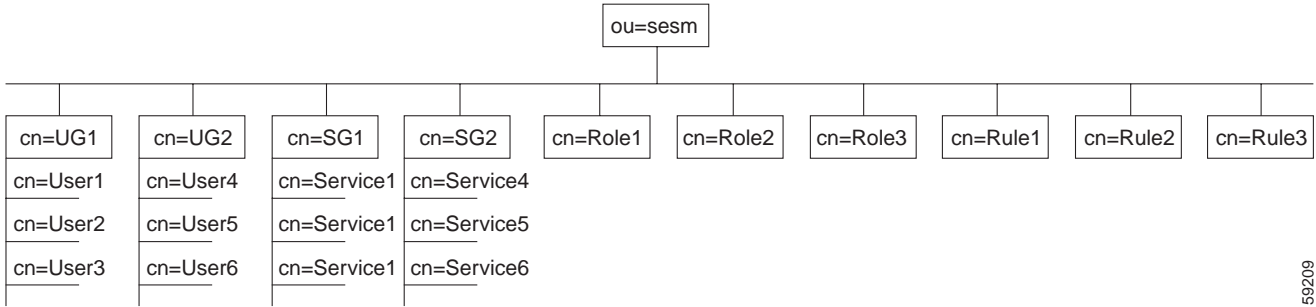 ou=sesm
cn=UG1 cn=UG2 cn=SG1 cn=SG2 cn=Role1 cn=Role2 cn=Role3 cn=Rule1 cn=Rule2 cn=Rule3
cn=User1 cn=User4 cn=Service1 cn=Service4
cn=User2 cn=User5 cn=Service1 cn=Service5
cn=User3 cn=User6 cn=Service1 cn=Service6
59209